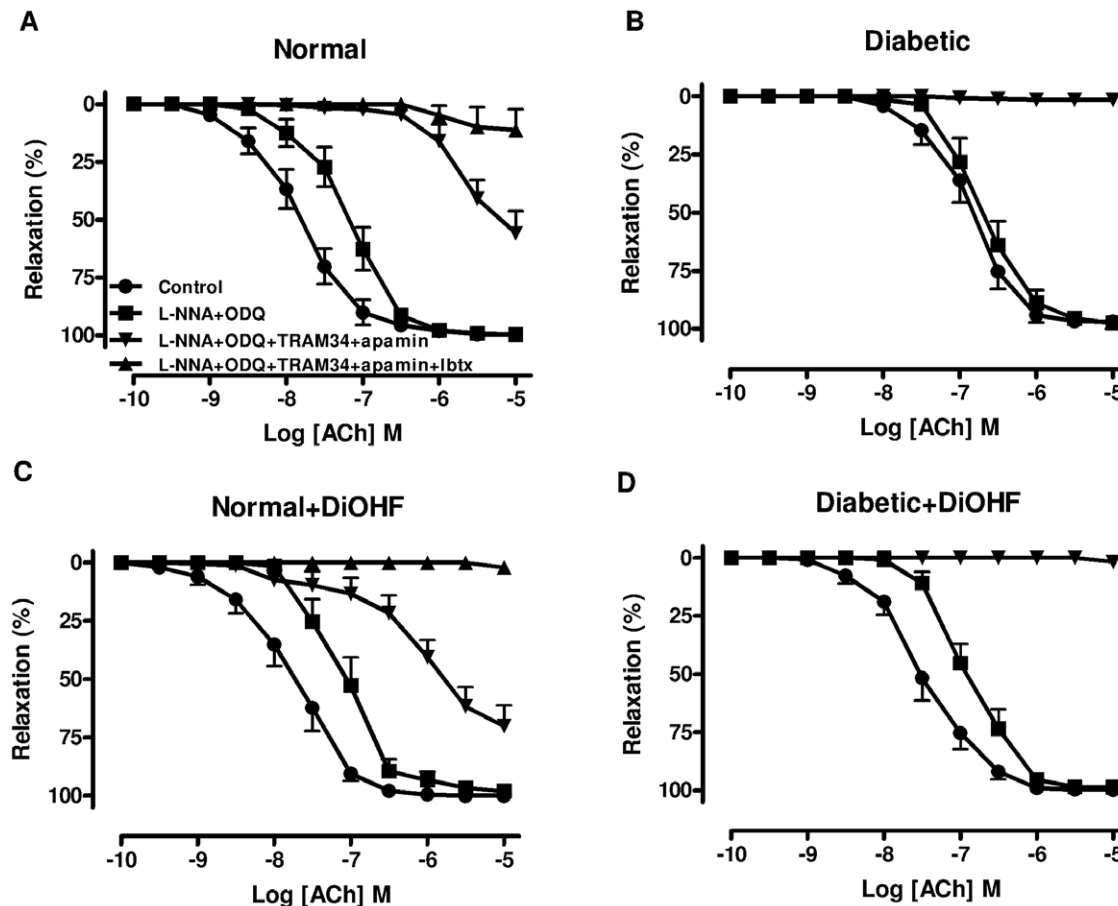 A
Normal
Relaxation (%)
0
25
50
75
100
Control
L-NNA+ODQ
L-NNA+ODQ+TRAM34+apamin
L-NNA+ODQ+TRAM34+apamin+Ibtx
-10 -9 -8 -7 -6 -5
Log [ACh] M
B
Diabetic
Relaxation (%)
0
25
50
75
100
-10 -9 -8 -7 -6 -5
Log [ACh] M
C
Normal+DiOHF
Relaxation (%)
0
25
50
75
100
-10 -9 -8 -7 -6 -5
Log [ACh] M
D
Diabetic+DiOHF
Relaxation (%)
0
25
50
75
100
-10 -9 -8 -7 -6 -5
Log [ACh] M